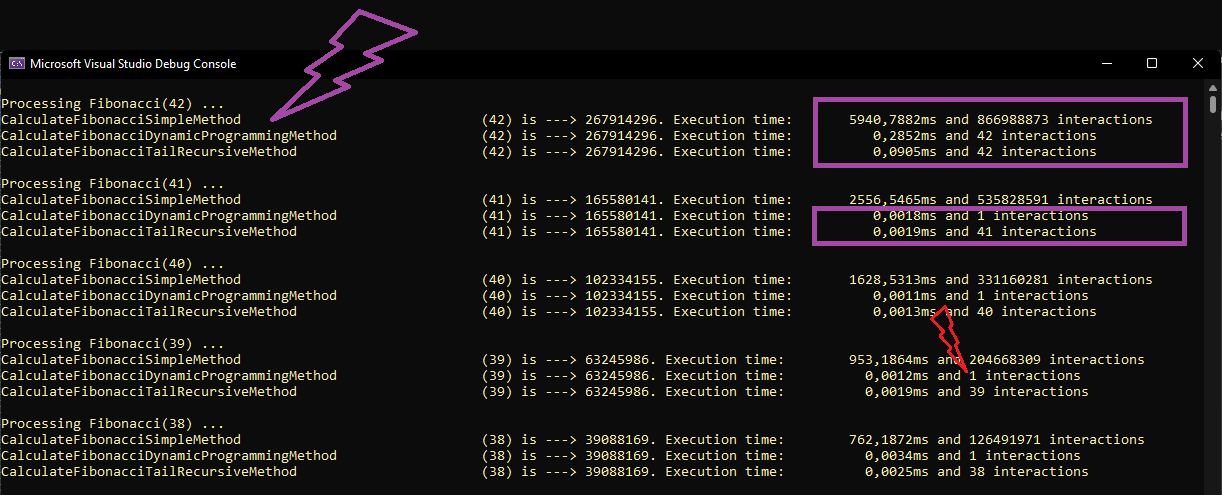 Microsoft Visual Studio Debug Console
Processing Fibonacci(42) ...
CalculateFibonacciSimpleMethod (42) is ---> 267914296. Execution time: 5940,7882ms and 866988873 interactions
CalculateFibonacciDynamicProgrammingMethod (42) is ---> 267914296. Execution time: 0,2852ms and 42 interactions
CalculateFibonacciTailRecursiveMethod (42) is ---> 267914296. Execution time: 0,0905ms and 42 interactions
Processing Fibonacci(41) ...
CalculateFibonacciSimpleMethod (41) is ---> 165580141. Execution time: 2556,5465ms and 535828591 interactions
CalculateFibonacciDynamicProgrammingMethod (41) is ---> 165580141. Execution time: 0,0018ms and 1 interactions
CalculateFibonacciTailRecursiveMethod (41) is ---> 165580141. Execution time: 0,0019ms and 41 interactions
Processing Fibonacci(40) ...
CalculateFibonacciSimpleMethod (40) is ---> 102334155. Execution time: 1628,5313ms and 331160281 interactions
CalculateFibonacciDynamicProgrammingMethod (40) is ---> 102334155. Execution time: 0,0011ms and 1 interactions
CalculateFibonacciTailRecursiveMethod (40) is ---> 102334155. Execution time: 0,0013ms and 40 interactions
Processing Fibonacci(39) ...
CalculateFibonacciSimpleMethod (39) is ---> 63245986. Execution time: 953,1864ms and 204668309 interactions
CalculateFibonacciDynamicProgrammingMethod (39) is ---> 63245986. Execution time: 0,0012ms and 1 interactions
CalculateFibonacciTailRecursiveMethod (39) is ---> 63245986. Execution time: 0,0019ms and 39 interactions
Processing Fibonacci(38) ...
CalculateFibonacciSimpleMethod (38) is ---> 39088169. Execution time: 762,1872ms and 126491971 interactions
CalculateFibonacciDynamicProgrammingMethod (38) is ---> 39088169. Execution time: 0,0034ms and 1 interactions
CalculateFibonacciTailRecursiveMethod (38) is ---> 39088169. Execution time: 0,0025ms and 38 interactions